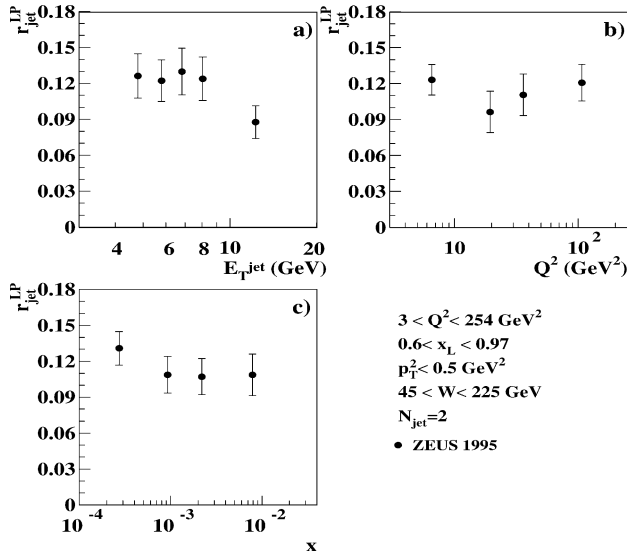 r_jet^LP
a)
0.18
0.15
0.12
0.09
0.06
0.03
0
4 6 8 10 20
E_T^jet (GeV)
r_jet^LP
b)
0.18
0.15
0.12
0.09
0.06
0.03
0
10 10^2
Q^2 (GeV^2)
r_jet^LP
c)
0.18
0.15
0.12
0.09
0.06
0.03
0
10^-4 10^-3 10^-2
x
3 < Q^2 < 254 GeV^2
0.6< x_L < 0.97
p_T^2 < 0.5 GeV^2
45 < W < 225 GeV
N_jet=2
● ZEUS 1995